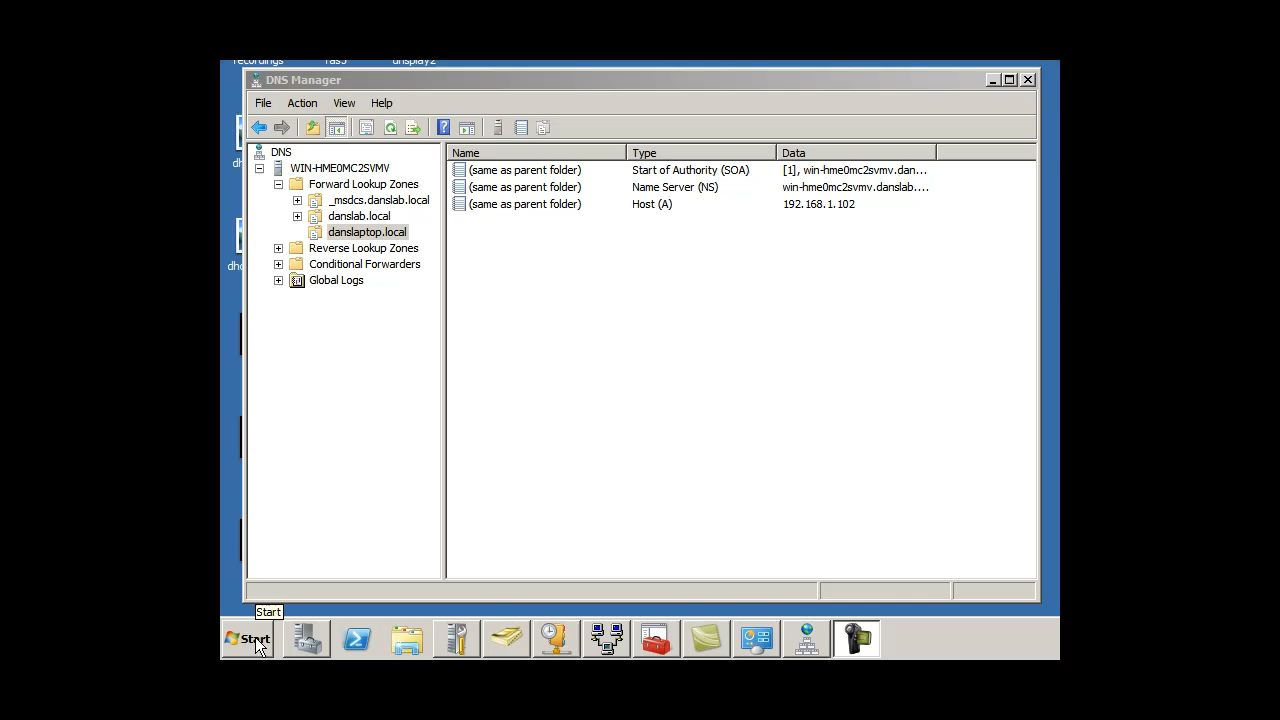 recordings ras3 dnsplay2
DNS Manager
File Action View Help
DNS
WIN-HME0MC2SVMV
Forward Lookup Zones
_msdcs.danslab.local
danslab.local
danslaptop.local
Reverse Lookup Zones
Conditional Forwarders
Global Logs
Name Type Data
(same as parent folder) Start of Authority (SOA) [1], win-hme0mc2svmv.dan...
(same as parent folder) Name Server (NS) win-hme0mc2svmv.danslab....
(same as parent folder) Host (A) 192.168.1.102
Start
Start